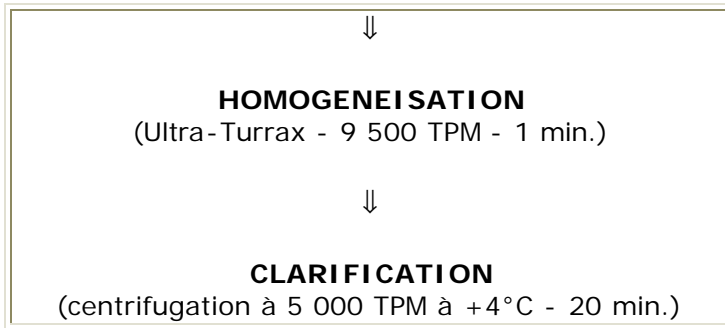 ⇓
HOMOGENEISATION
(Ultra-Turrax - 9 500 TPM - 1 min.)
⇓
CLARIFICATION
(centrifugation à 5 000 TPM à +4°C - 20 min.)